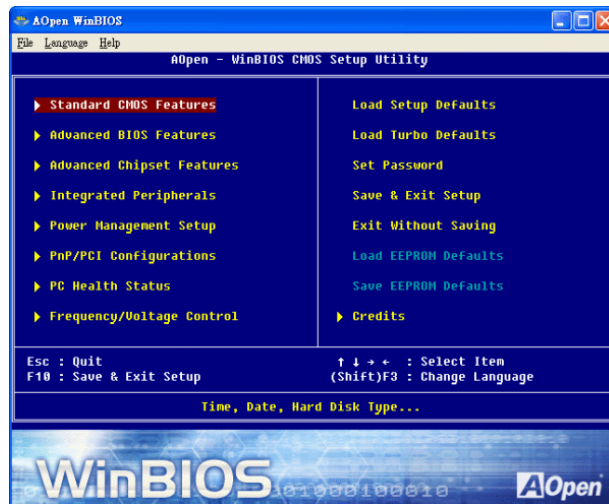 AOpen WinBIOS
File Language Help
AOpen - WinBIOS CMOS Setup Utility
Standard CMOS Features
Advanced BIOS Features
Advanced Chipset Features
Integrated Peripherals
Power Management Setup
PnP/PCI Configurations
PC Health Status
Frequency/Voltage Control
Load Setup Defaults
Load Turbo Defaults
Set Password
Save & Exit Setup
Exit Without Saving
Load EEPROM Defaults
Save EEPROM Defaults
Credits
Esc : Quit
F10 : Save & Exit Setup
↑ ↓ → ← : Select Item
(Shift)F3 : Change Language
Time, Date, Hard Disk Type...
WinBIOS
AOpen